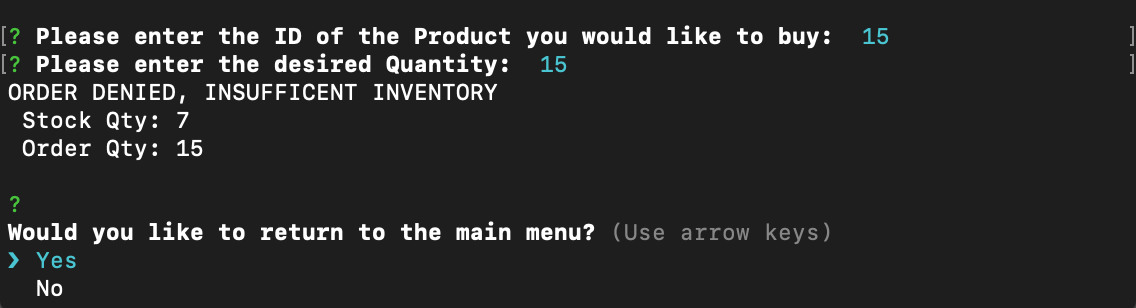 [? Please enter the ID of the Product you would like to buy:  15 ]
[? Please enter the desired Quantity:  15 ]
ORDER DENIED, INSUFFICENT INVENTORY
 Stock Qty: 7
 Order Qty: 15
?
Would you like to return to the main menu? (Use arrow keys)
❯ Yes
  No